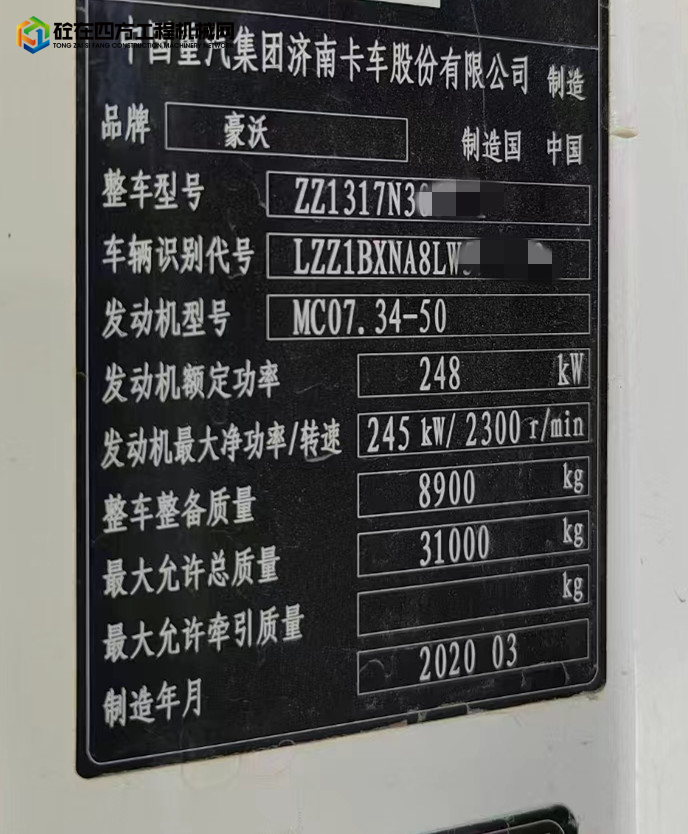 砼在四方工程机械网
TONG ZAI SI FANG CONSTRUCTION MACHINERY NETWORK
中国重汽集团济南卡车股份有限公司 制造
品牌 豪沃 制造国 中国
整车型号 ZZ1317N3
车辆识别代号 LZZ1BXNA8LW
发动机型号 MC07.34-50
发动机额定功率 248 kW
发动机最大净功率/转速 245 kW/ 2300 r/min
整车整备质量 8900 kg
最大允许总质量 31000 kg
最大允许牵引质量 kg
制造年月 2020 03